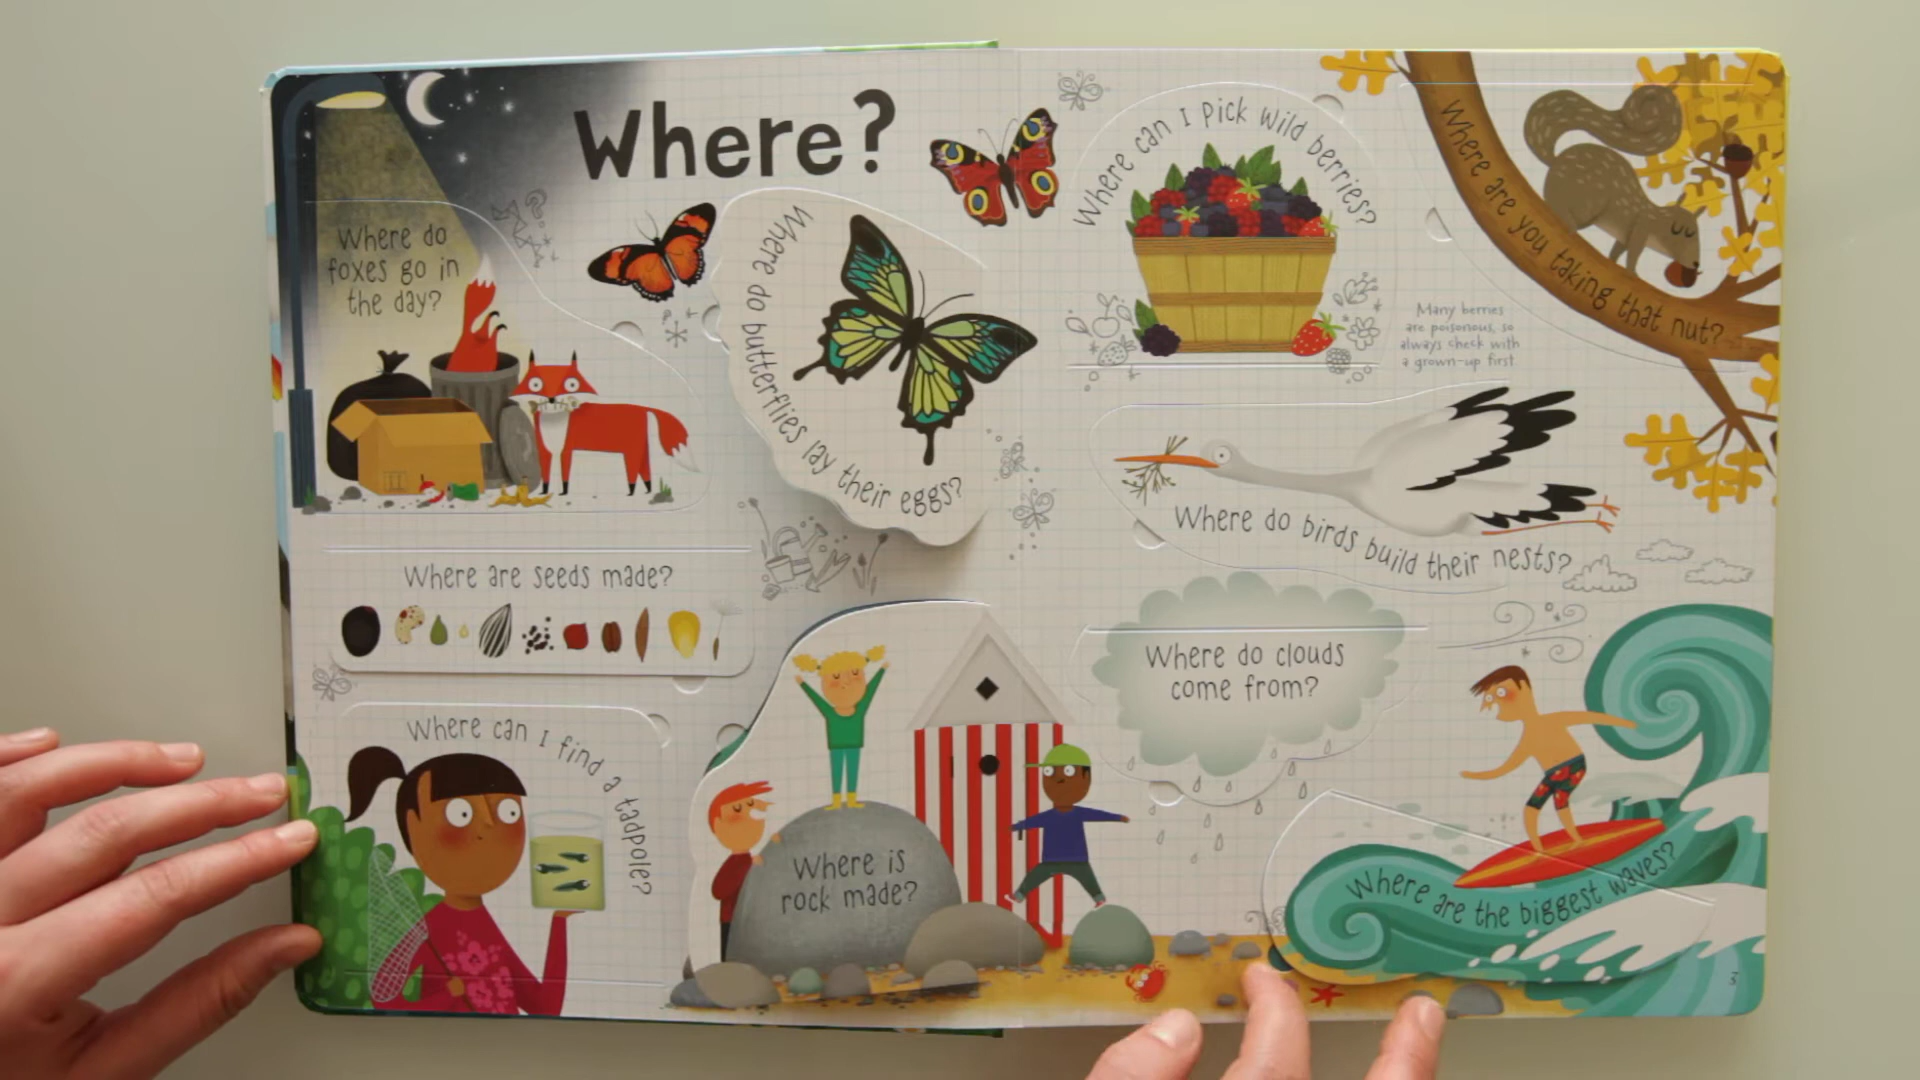 Where?
Where do
foxes go in
the day?
Where do butterflies lay their eggs?
Where can I pick wild berries?
Where are you taking that nut?
Many berries
are poisonous, so
always check with
a grown-up first
Where do birds build their nests?
Where are seeds made?
Where do clouds
come from?
Where can I find a tadpole?
Where is
rock made?
Where are the biggest waves?
3